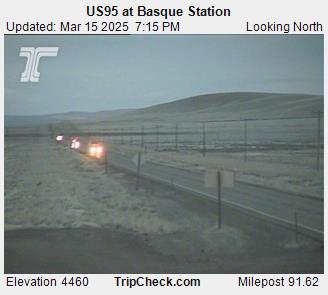 US95 at Basque Station
Updated: Mar 15 2025 7:15 PM Looking North
Elevation 4460 TripCheck.com Milepost 91.62